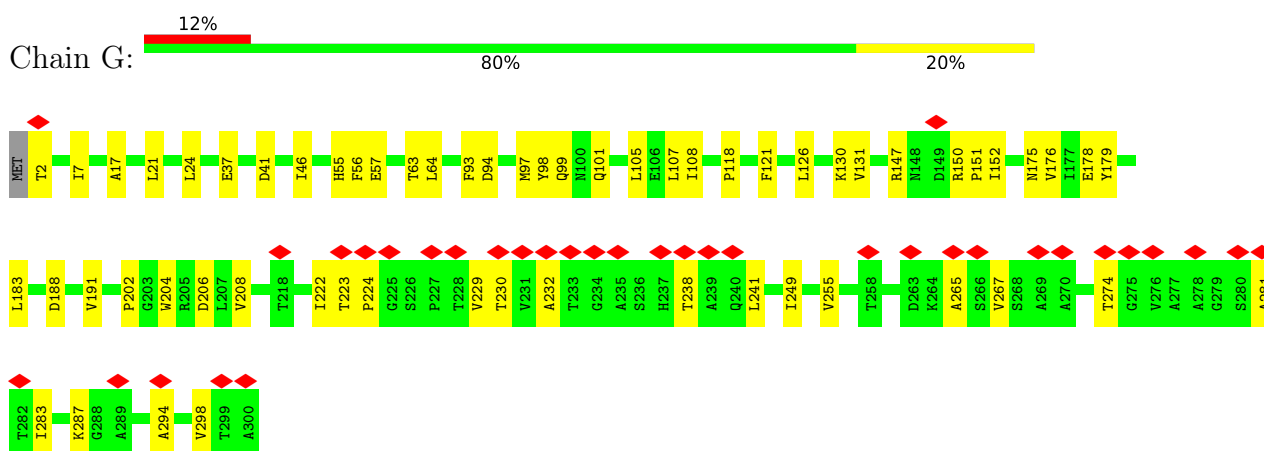 12%
Chain G:
80% 20%
MET T2 I7 A17 L21 L24 E37 D41 I46 H55 F56 E57 T63 L64 F93 D94 M97 Y98 Q99 N100 Q101 L105 E106 L107 I108 P118 F121 L126 K130 V131 R147 N148 D149 R150 P151 I152 N175 V176 I177 E178 Y179
L183 D188 V191 P202 G203 W204 R205 D206 L207 V208 T218 I222 T223 P224 G225 S226 P227 T228 V229 T230 V231 A232 T233 G234 A235 S236 H237 T238 A239 Q240 L241 I249 V255 T258 D263 K264 A265 S266 V267 S268 A269 A270 T274 G275 V276 A277 A278 G279 S280 A281
T282 I283 K287 G288 A289 A294 V298 T299 A300